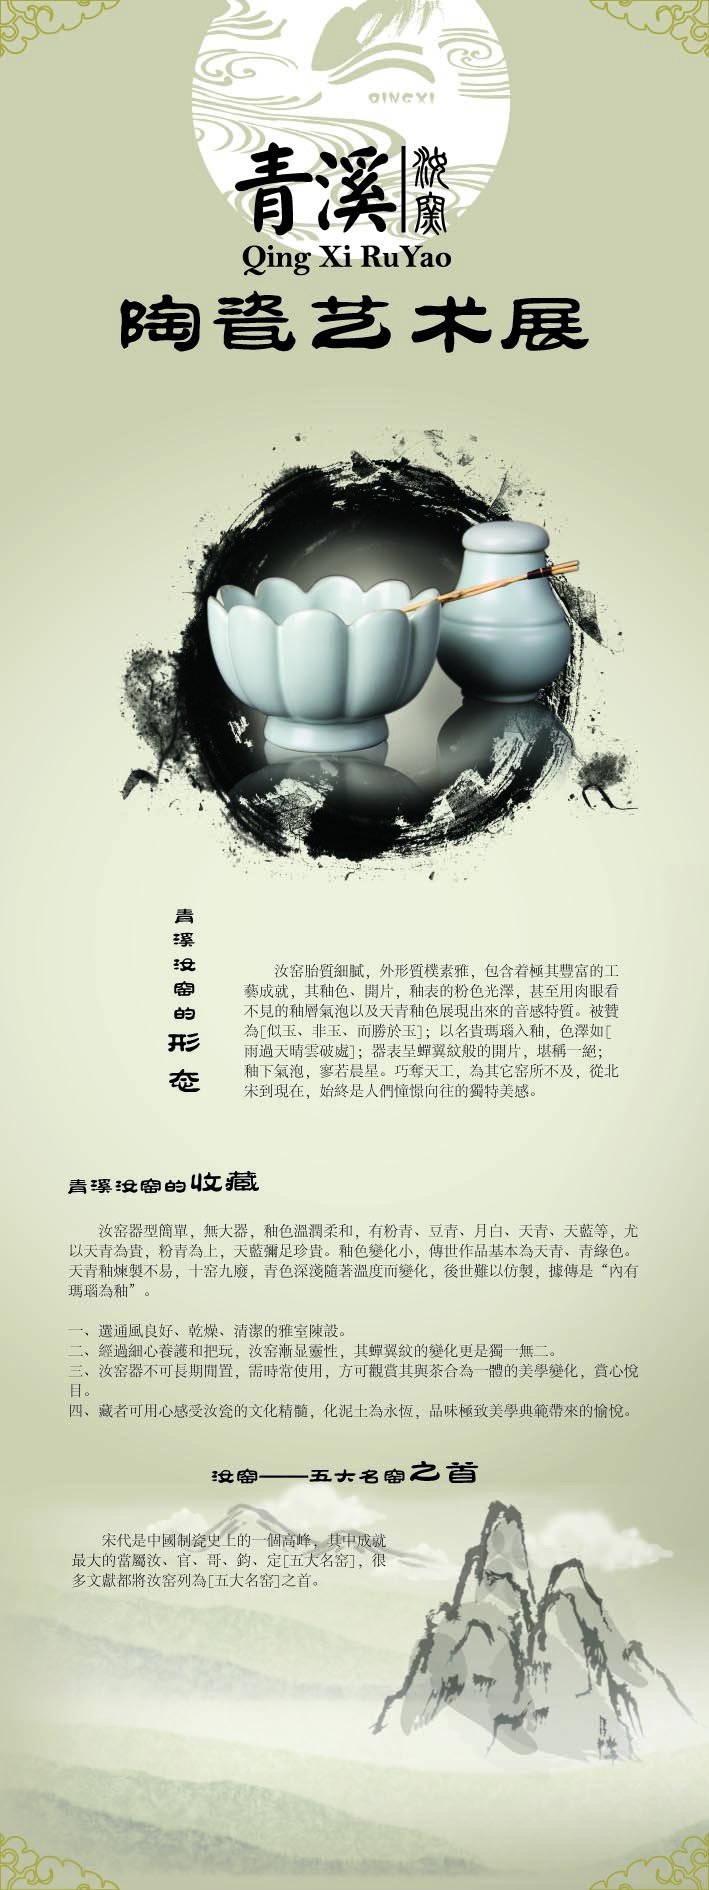 QINGXI
青溪
汝窑
Qing Xi RuYao
陶瓷艺术展
青溪汝窑的形态
汝窑胎質細膩，外形質樸素雅，包含着極其豐富的工
藝成就，其釉色、開片，釉表的粉色光澤，甚至用肉眼看
不見的釉層氣泡以及天青釉色展現出來的音感特質。被贊
為[似玉、非玉、而勝於玉]；以名貴瑪瑙入釉，色澤如[
雨過天晴雲破處]；器表呈蟬翼紋般的開片，堪稱一絕；
釉下氣泡，寥若晨星。巧奪天工，為其它窑所不及，從北
宋到現在，始終是人們憧憬向往的獨特美感。
青溪汝窑的收藏
汝窑器型簡單，無大器，釉色溫潤柔和，有粉青、豆青、月白、天青、天藍等，尤
以天青為貴，粉青為上，天藍彌足珍貴。釉色變化小，傳世作品基本為天青、青綠色。
天青釉煉製不易，十窑九廢，青色深淺隨著溫度而變化，後世難以仿製，據傳是“內有
瑪瑙為釉”。
一、選通風良好、乾燥、清潔的雅室陳設。
二、經過細心養護和把玩，汝窑漸显靈性，其蟬翼紋的變化更是獨一無二。
三、汝窑器不可長期閒置，需時常使用，方可觀賞其與茶合為一體的美學變化，賞心悅
目。
四、藏者可用心感受汝瓷的文化精髓，化泥土為永恆，品味極致美學典範帶來的愉悅。
汝窑——五大名窑之首
宋代是中國制瓷史上的一個高峰，其中成就
最大的當屬汝、官、哥、鈞、定[五大名窑]，很
多文獻都將汝窑列為[五大名窑]之首。